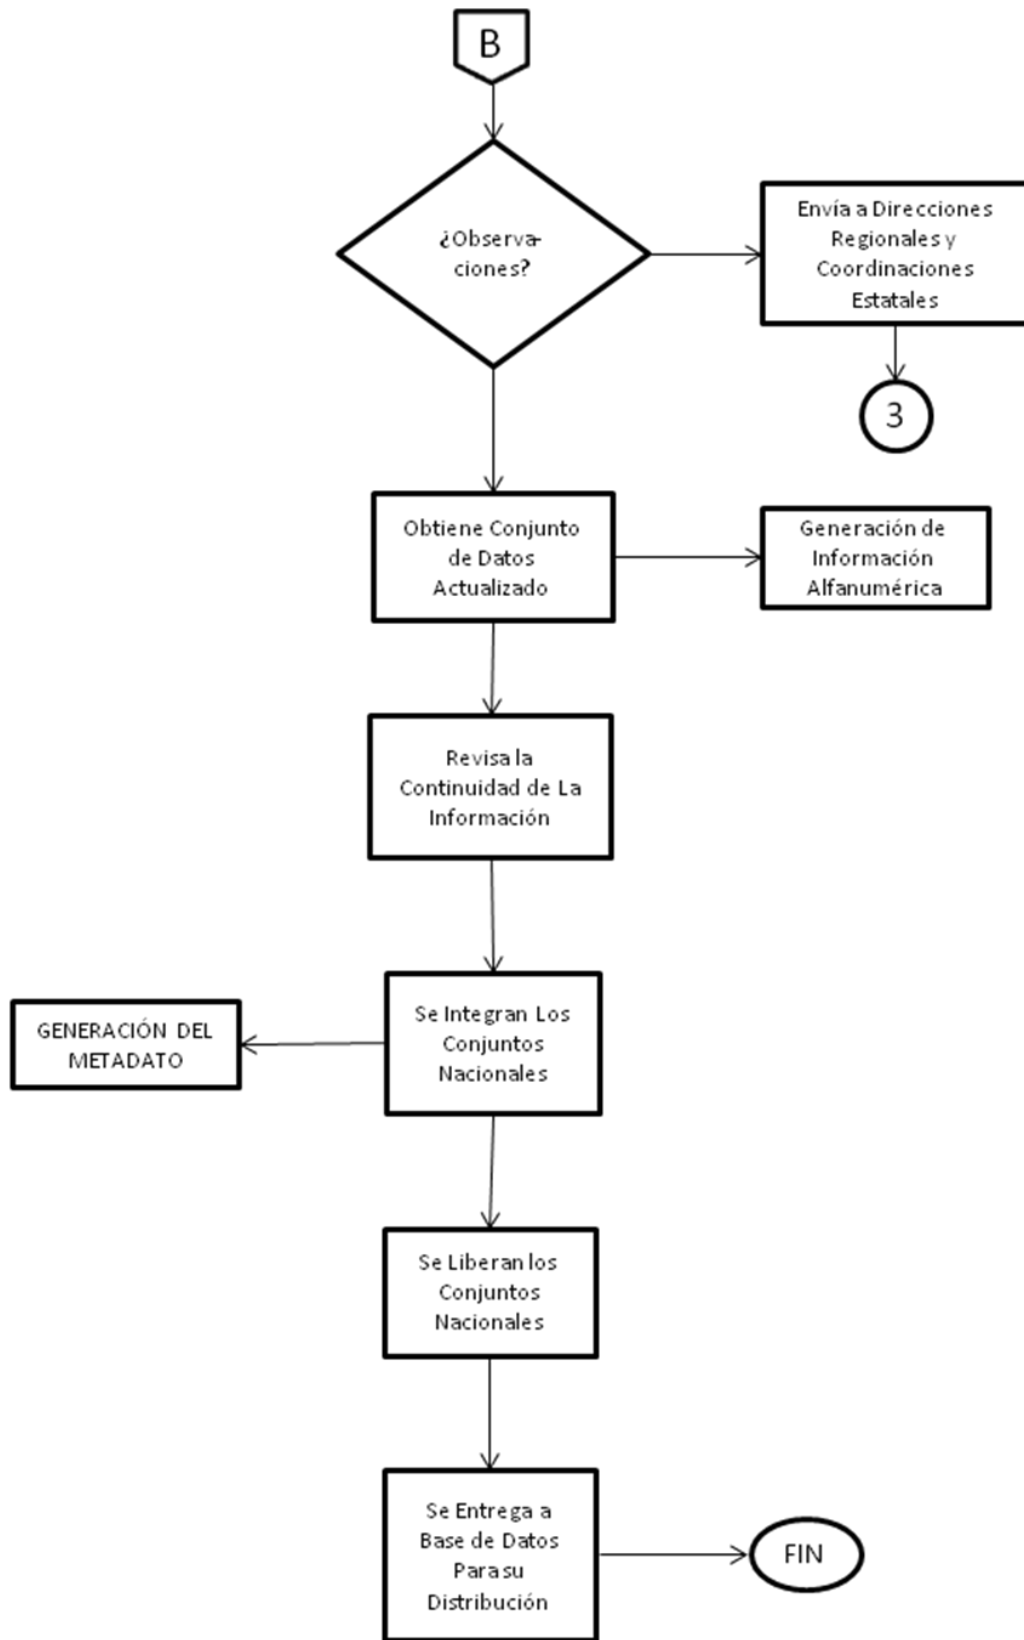 B
¿Observa-
ciones?
Envía a Direcciones
Regionales y
Coordinaciones
Estatales
3
Obtiene Conjunto
de Datos
Actualizado
Generación de
Información
Alfanumérica
Revisa la
Continuidad de La
Información
Se Integran Los
Conjuntos
Nacionales
GENERACIÓN DEL
METADATO
Se Liberan los
Conjuntos
Nacionales
Se Entrega a
Base de Datos
Para su
Distribución
FIN